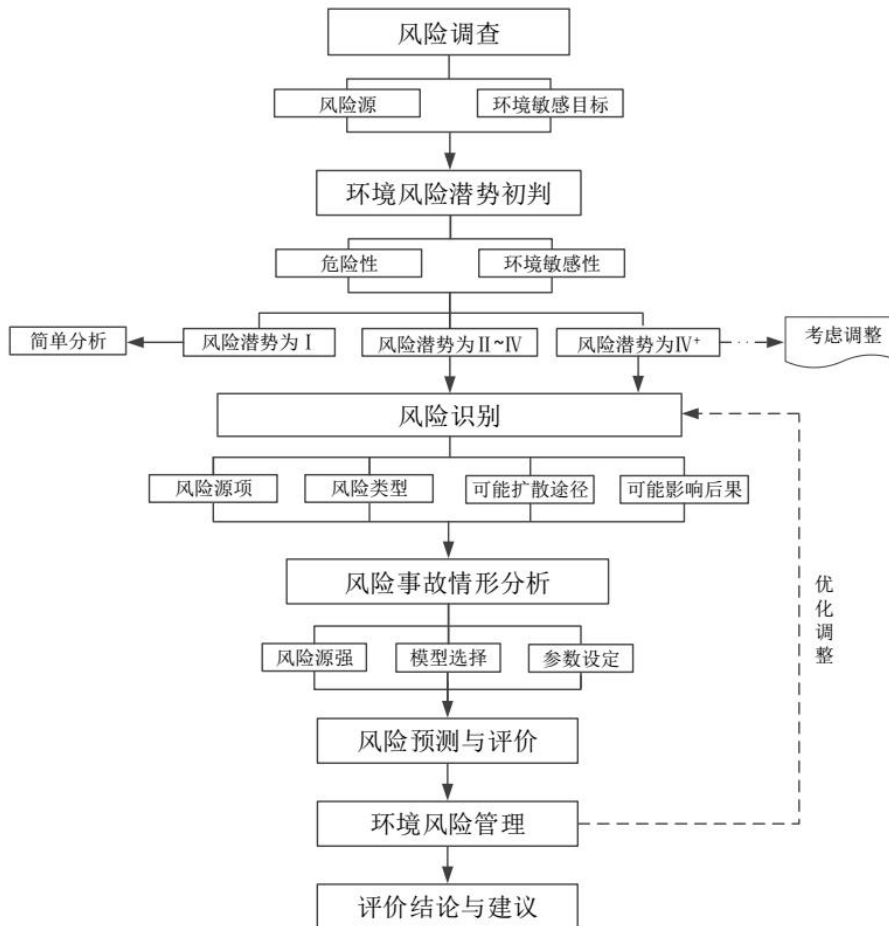 风险调查
风险源
环境敏感目标
环境风险潜势初判
危险性
环境敏感性
简单分析
风险潜势为Ⅰ
风险潜势为Ⅱ~Ⅳ
风险潜势为Ⅳ+
考虑调整
风险识别
风险源项
风险类型
可能扩散途径
可能影响后果
风险事故情形分析
优化调整
风险源强
模型选择
参数设定
风险预测与评价
环境风险管理
评价结论与建议